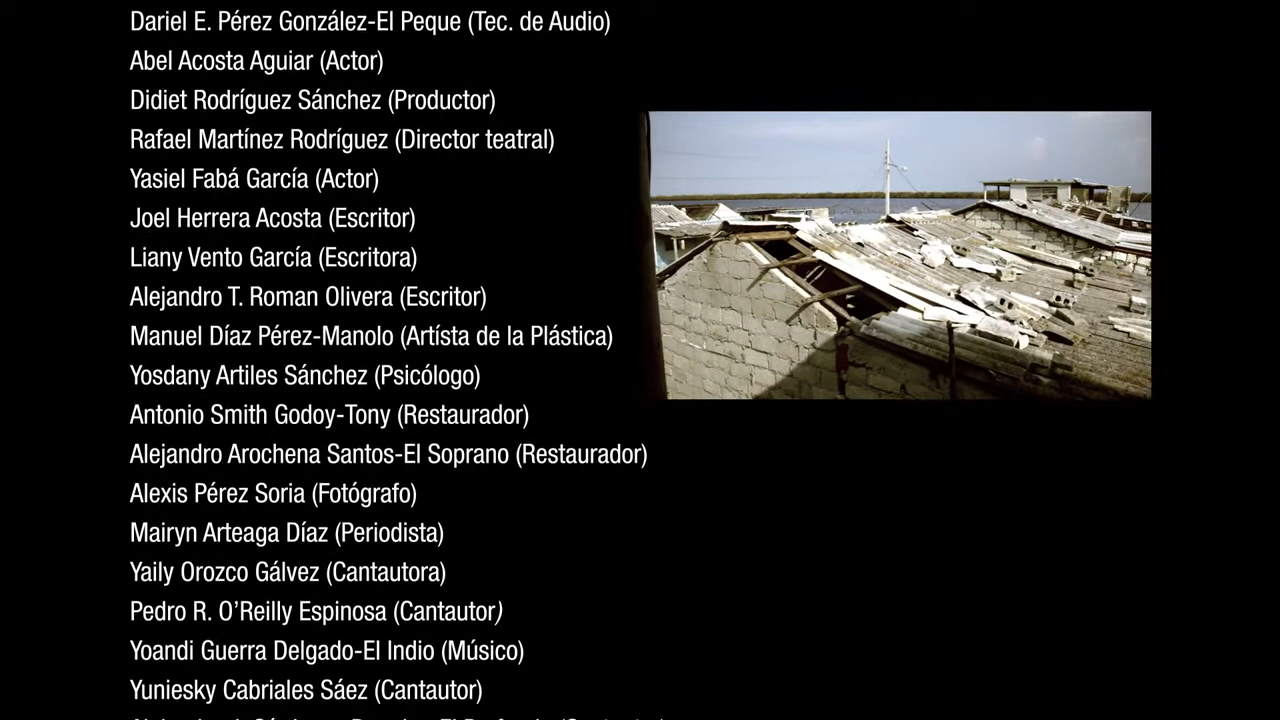 Dariel E. Pérez González-El Peque (Tec. de Audio)
Abel Acosta Aguiar (Actor)
Didiet Rodríguez Sánchez (Productor)
Rafael Martínez Rodríguez (Director teatral)
Yasiel Fabá García (Actor)
Joel Herrera Acosta (Escritor)
Liany Vento García (Escritora)
Alejandro T. Roman Olivera (Escritor)
Manuel Díaz Pérez-Manolo (Artísta de la Plástica)
Yosdany Artiles Sánchez (Psicólogo)
Antonio Smith Godoy-Tony (Restaurador)
Alejandro Arochena Santos-El Soprano (Restaurador)
Alexis Pérez Soria (Fotógrafo)
Mairyn Arteaga Díaz (Periodista)
Yaily Orozco Gálvez (Cantautora)
Pedro R. O’Reilly Espinosa (Cantautor)
Yoandi Guerra Delgado-El Indio (Músico)
Yuniesky Cabriales Sáez (Cantautor)